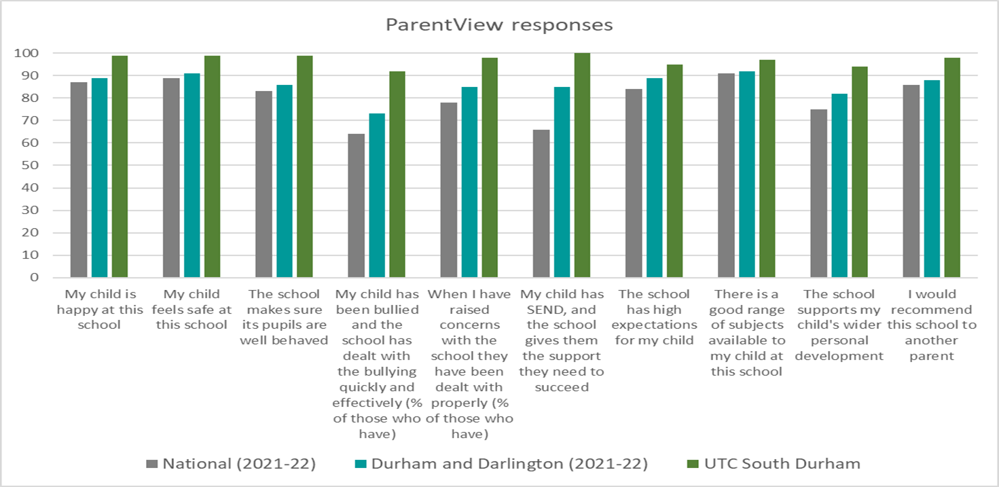 ParentView responses
100
90
80
70
60
50
40
30
20
10
0
My child is
happy at this
school
My child
feels safe at
this school
The school
makes sure
its pupils are
well behaved
My child has
been bullied
and the
school has
dealt with
the bullying
quickly and
effectively (%
of those who
have)
When I have
raised
concerns
with the
school they
have been
dealt with
properly (%
of those who
have)
My child has
SEND, and
the school
gives them
the support
they need to
succeed
The school
has high
expectations
for my child
There is a
good range
of subjects
available to
my child at
this school
The school
supports my
child's wider
personal
development
I would
recommend
this school to
another
parent
National (2021-22)
Durham and Darlington (2021-22)
UTC South Durham